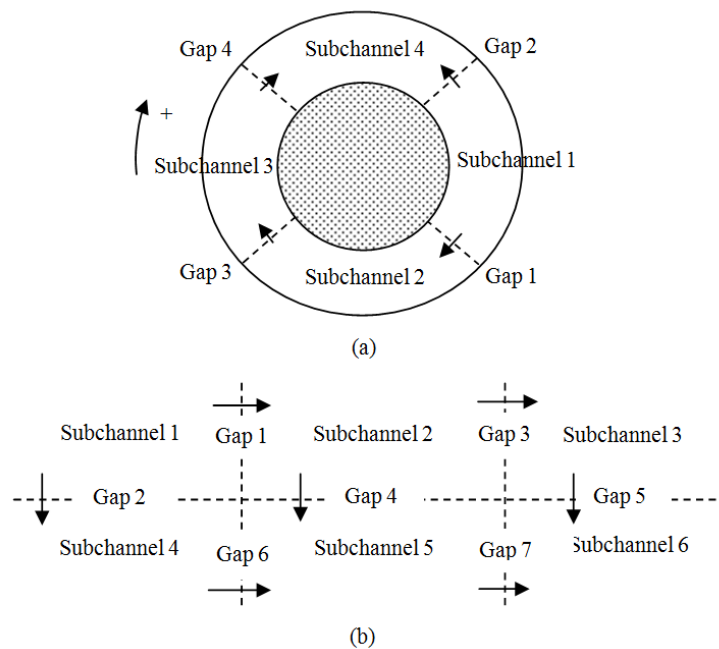 Gap 4
Subchannel 4
Gap 2
+
Subchannel 3
Subchannel 1
Gap 3
Subchannel 2
Gap 1
(a)
Subchannel 1
Gap 1
Subchannel 2
Gap 3
Subchannel 3
Gap 2
Gap 4
Gap 5
Subchannel 4
Gap 6
Subchannel 5
Gap 7
Subchannel 6
(b)